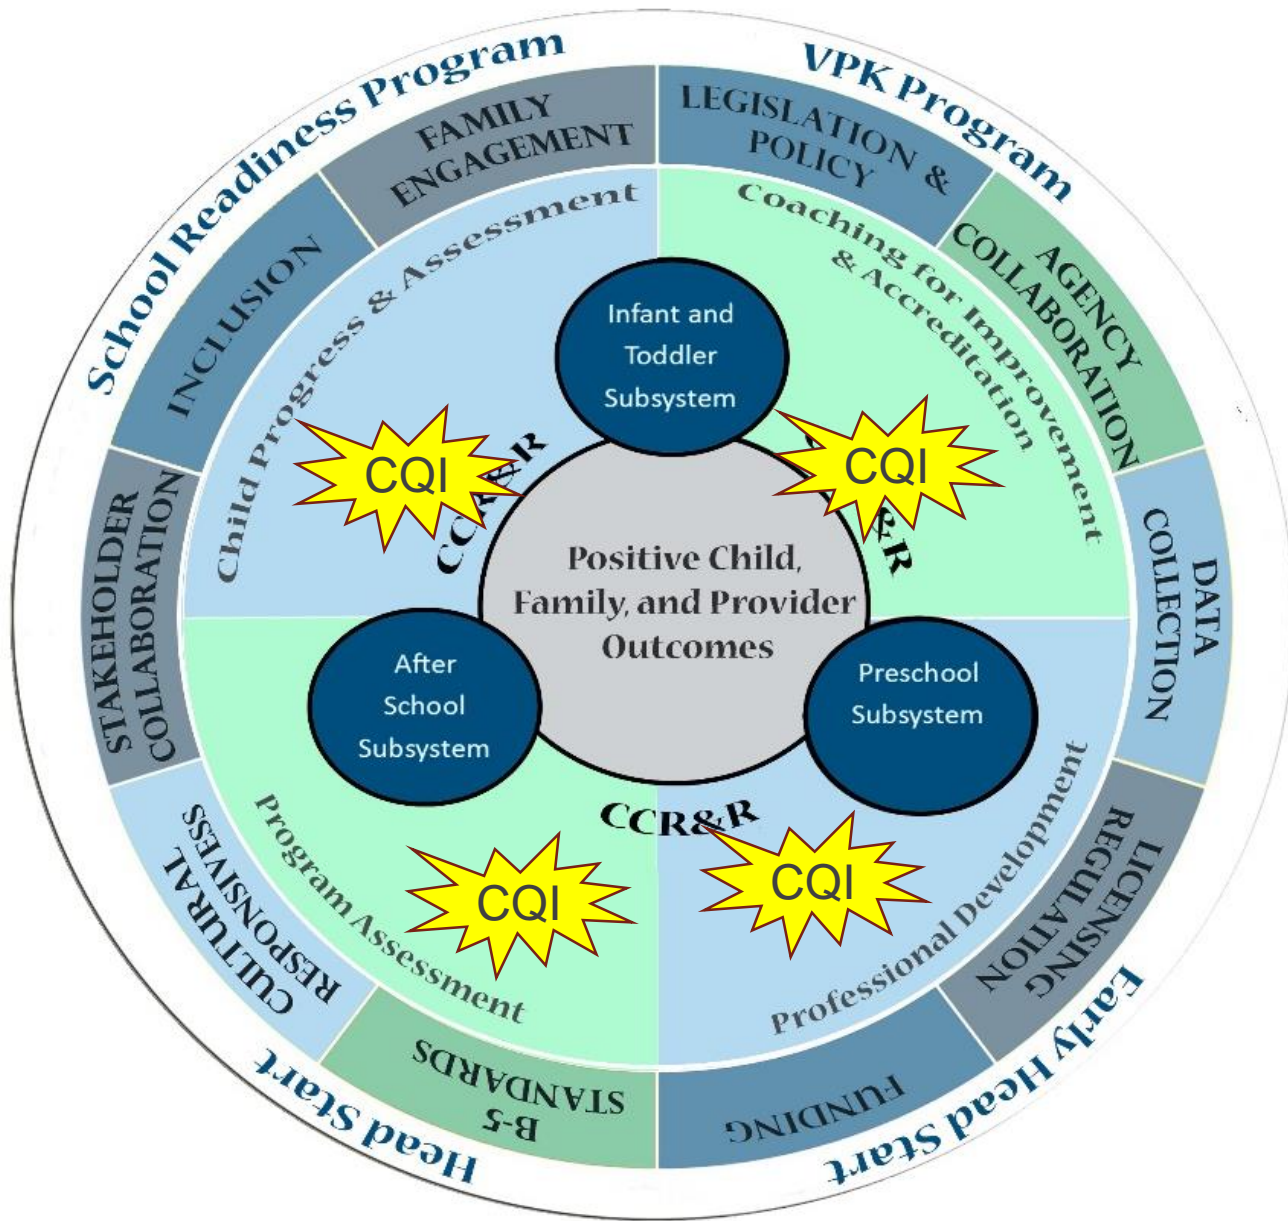 School Readiness Program
VPK Program
FAMILY
ENGAGEMENT
LEGISLATION &
POLICY
AGENCY
COLLABORATION
INCLUSION
DATA
COLLECTION
STAKEHOLDER
COLLABORATION
LICENSING
REGULATION
CULTURAL
RESPONSIVESS
B-5
STANDARDS
FUNDING
Head Start
Early Head Start
Child Progress & Assessment
Coaching for Improvement
& Accreditation
Program Assessment
Professional Development
Infant and
Toddler
Subsystem
CQI
CQI
CCR&R
&R
Positive Child,
Family, and Provider
Outcomes
After
School
Subsystem
Preschool
Subsystem
CCR&R
CQI
CQI